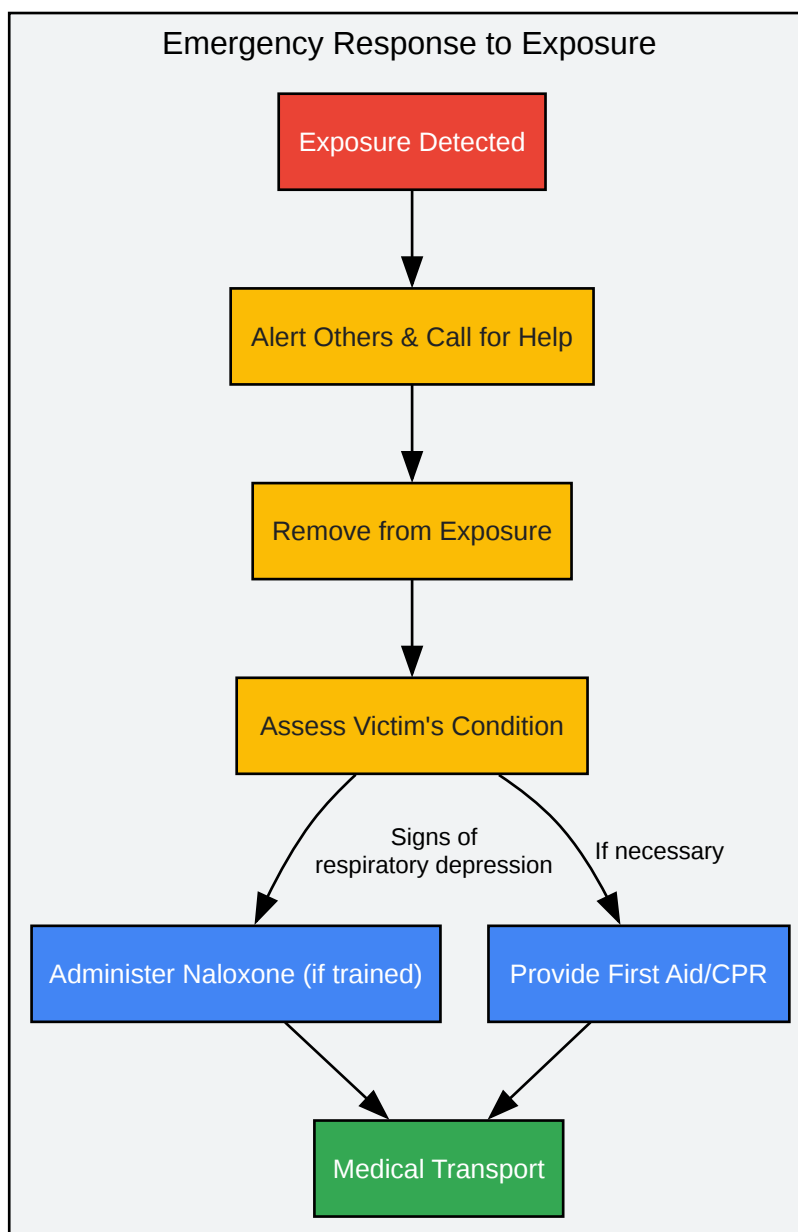 Emergency Response to Exposure
Exposure Detected
Alert Others & Call for Help
Remove from Exposure
Assess Victim's Condition
Signs of
respiratory depression
If necessary
Administer Naloxone (if trained)
Provide First Aid/CPR
Medical Transport